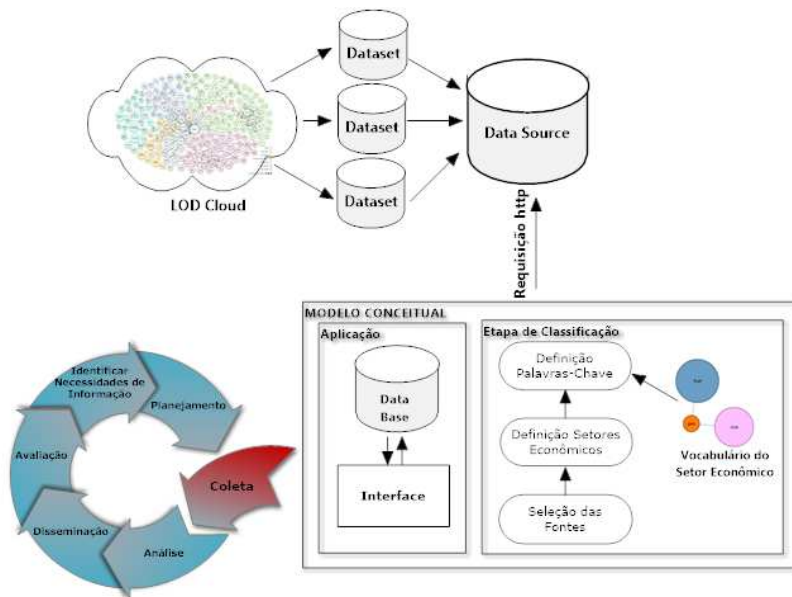 Dataset
Dataset
Dataset
Data Source
LOD Cloud
Requisição http
MODELO CONCEITUAL
Aplicação
Data
Base
Interface
Etapa de Classificação
Definição
Palavras-Chave
Definição Setores
Econômicos
Seleção das
Fontes
Vocabulário do
Setor Econômico
Identificar
Necessidades de
Informação
Planejamento
Coleta
Análise
Disseminação
Avaliação